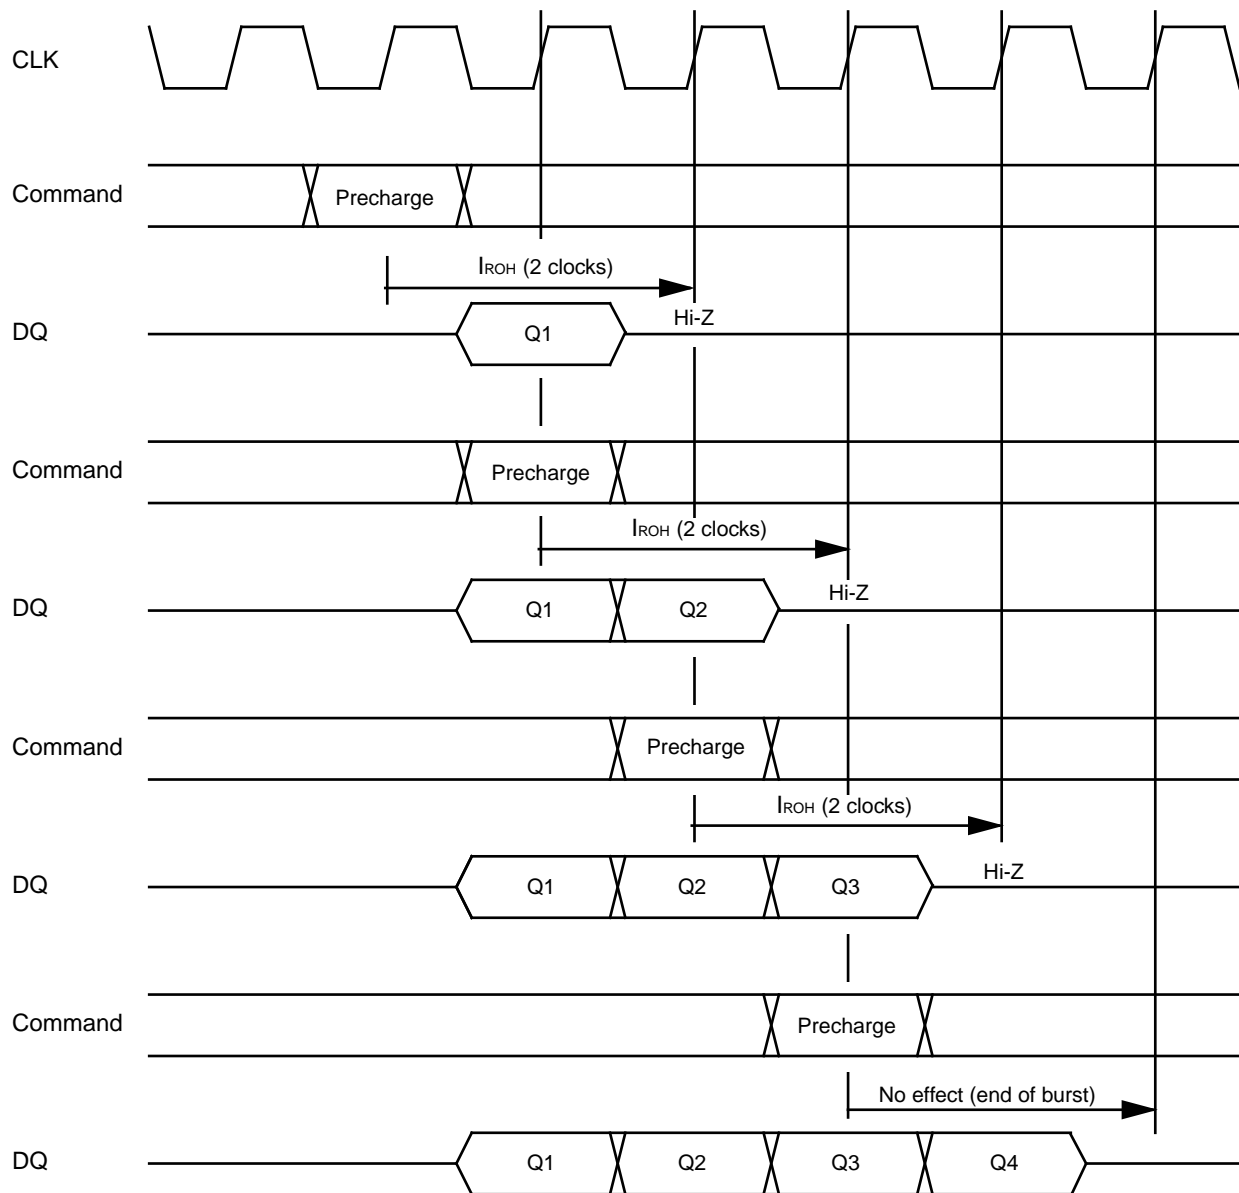 CLK
Command
Precharge
IROH (2 clocks)
DQ
Q1
Hi-Z
Command
Precharge
IROH (2 clocks)
DQ
Q1
Q2
Hi-Z
Command
Precharge
IROH (2 clocks)
DQ
Q1
Q2
Q3
Hi-Z
Command
Precharge
No effect (end of burst)
DQ
Q1
Q2
Q3
Q4